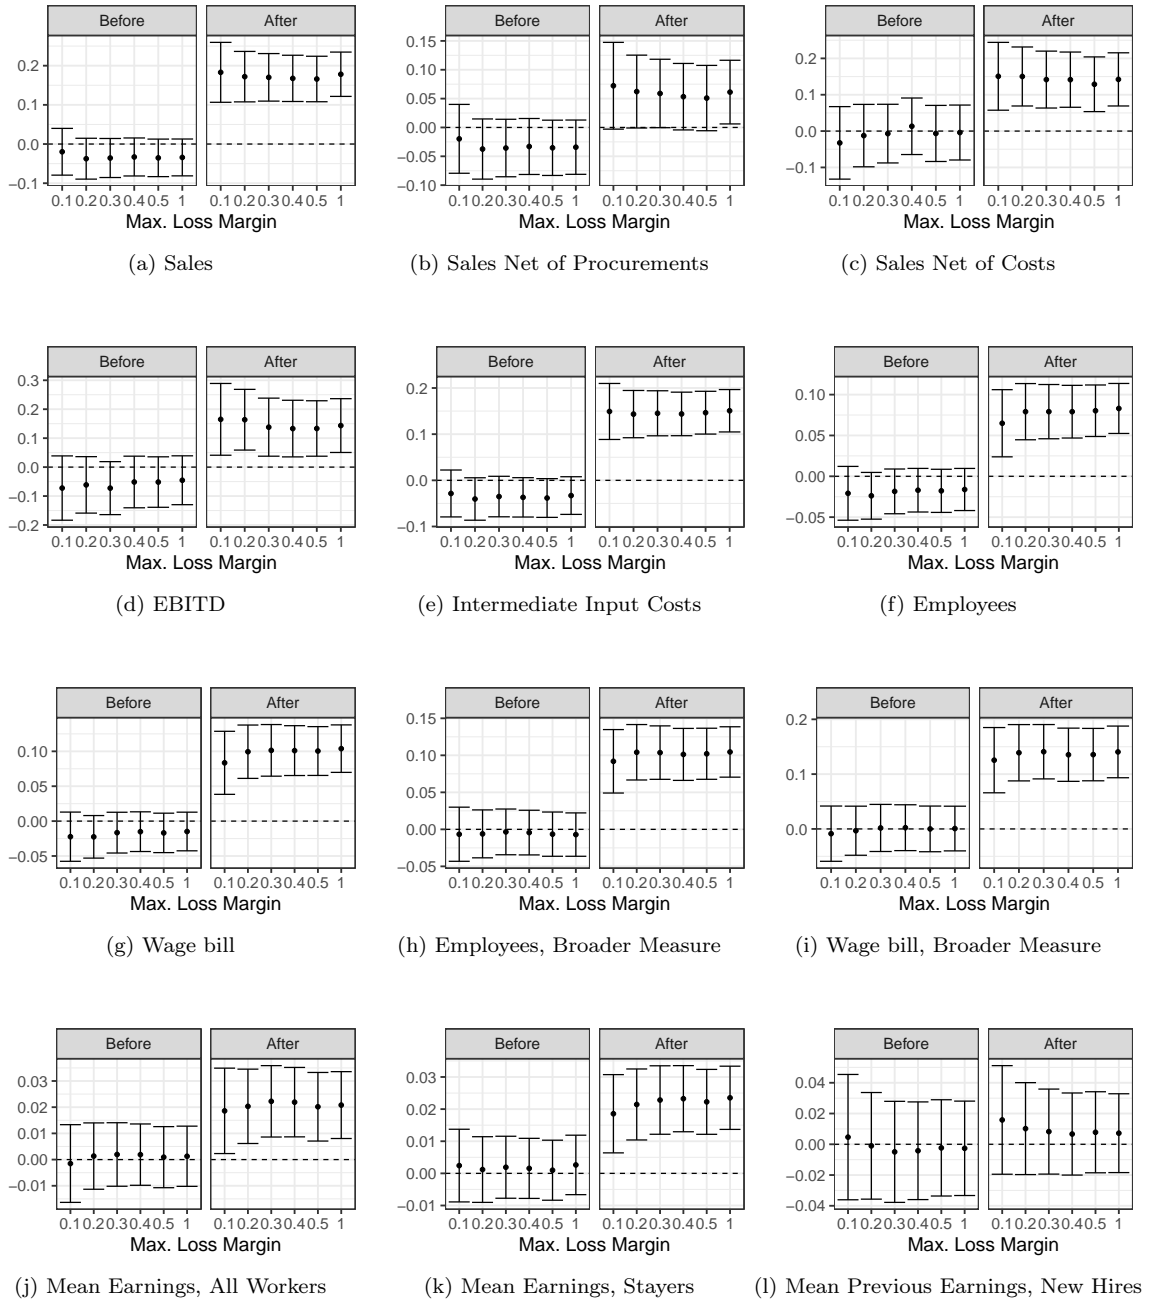 Before After
0.2
0.1
0.0
−0.1
0.1 0.2 0.3 0.4 0.5 1 0.1 0.2 0.3 0.4 0.5 1
Max. Loss Margin
(a) Sales
Before After
0.15
0.10
0.05
0.00
−0.05
−0.10
0.1 0.2 0.3 0.4 0.5 1 0.1 0.2 0.3 0.4 0.5 1
Max. Loss Margin
(b) Sales Net of Procurements
Before After
0.2
0.1
0.0
−0.1
0.1 0.2 0.3 0.4 0.5 1 0.1 0.2 0.3 0.4 0.5 1
Max. Loss Margin
(c) Sales Net of Costs
Before After
0.3
0.2
0.1
0.0
−0.1
−0.2
0.1 0.2 0.3 0.4 0.5 1 0.1 0.2 0.3 0.4 0.5 1
Max. Loss Margin
(d) EBITD
Before After
0.2
0.1
0.0
−0.1
0.1 0.2 0.3 0.4 0.5 1 0.1 0.2 0.3 0.4 0.5 1
Max. Loss Margin
(e) Intermediate Input Costs
Before After
0.10
0.05
0.00
−0.05
0.1 0.2 0.3 0.4 0.5 1 0.1 0.2 0.3 0.4 0.5 1
Max. Loss Margin
(f) Employees
Before After
0.10
0.05
0.00
−0.05
0.1 0.2 0.3 0.4 0.5 1 0.1 0.2 0.3 0.4 0.5 1
Max. Loss Margin
(g) Wage bill
Before After
0.15
0.10
0.05
0.00
−0.05
0.1 0.2 0.3 0.4 0.5 1 0.1 0.2 0.3 0.4 0.5 1
Max. Loss Margin
(h) Employees, Broader Measure
Before After
0.2
0.1
0.0
0.1 0.2 0.3 0.4 0.5 1 0.1 0.2 0.3 0.4 0.5 1
Max. Loss Margin
(i) Wage bill, Broader Measure
Before After
0.03
0.02
0.01
0.00
−0.01
0.1 0.2 0.3 0.4 0.5 1 0.1 0.2 0.3 0.4 0.5 1
Max. Loss Margin
(j) Mean Earnings, All Workers
Before After
0.03
0.02
0.01
0.00
−0.01
0.1 0.2 0.3 0.4 0.5 1 0.1 0.2 0.3 0.4 0.5 1
Max. Loss Margin
(k) Mean Earnings, Stayers
Before After
0.04
0.02
0.00
−0.02
−0.04
0.1 0.2 0.3 0.4 0.5 1 0.1 0.2 0.3 0.4 0.5 1
Max. Loss Margin
(l) Mean Previous Earnings, New Hires